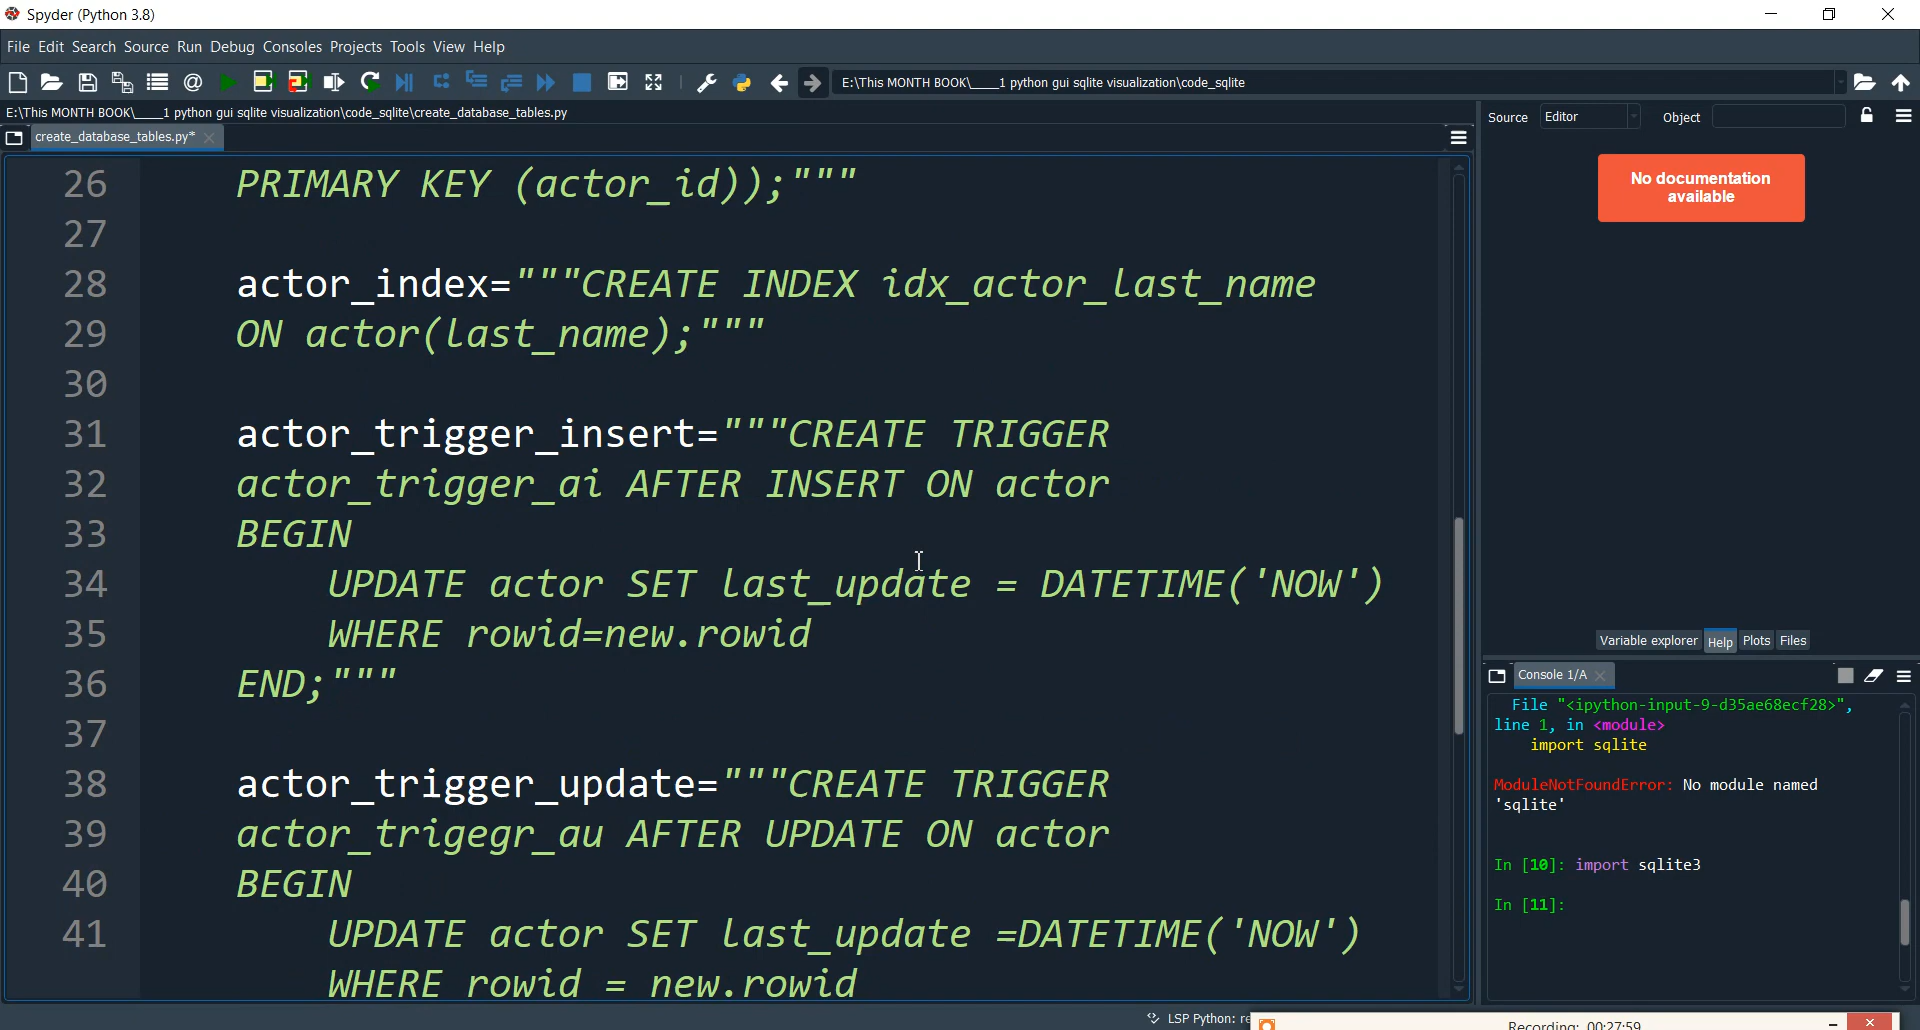 Spyder (Python 3.8)
File Edit Search Source Run Debug Consoles Projects Tools View Help
E:\This MONTH BOOK\____1 python gui sqlite visualization\code_sqlite
E:\This MONTH BOOK\____1 python gui sqlite visualization\code_sqlite\create_database_tables.py
create_database_tables.py*
26 PRIMARY KEY (actor_id));"""
27
28 actor_index="""CREATE INDEX idx_actor_last_name
29 ON actor(last_name);"""
30
31 actor_trigger_insert="""CREATE TRIGGER
32 actor_trigger_ai AFTER INSERT ON actor
33 BEGIN
34 UPDATE actor SET last_update = DATETIME('NOW')
35 WHERE rowid=new.rowid
36 END;"""
37
38 actor_trigger_update="""CREATE TRIGGER
39 actor_trigegr_au AFTER UPDATE ON actor
40 BEGIN
41 UPDATE actor SET last_update =DATETIME('NOW')
WHERE rowid = new.rowid
Source Editor Object
No documentation
available
Variable explorer Help Plots Files
Console 1/A
File "<ipython-input-9-d35ae68ecf28>",
line 1, in <module>
import sqlite
ModuleNotFoundError: No module named
'sqlite'
In [10]: import sqlite3
In [11]:
LSP Python: re
Recording: 00:27:59